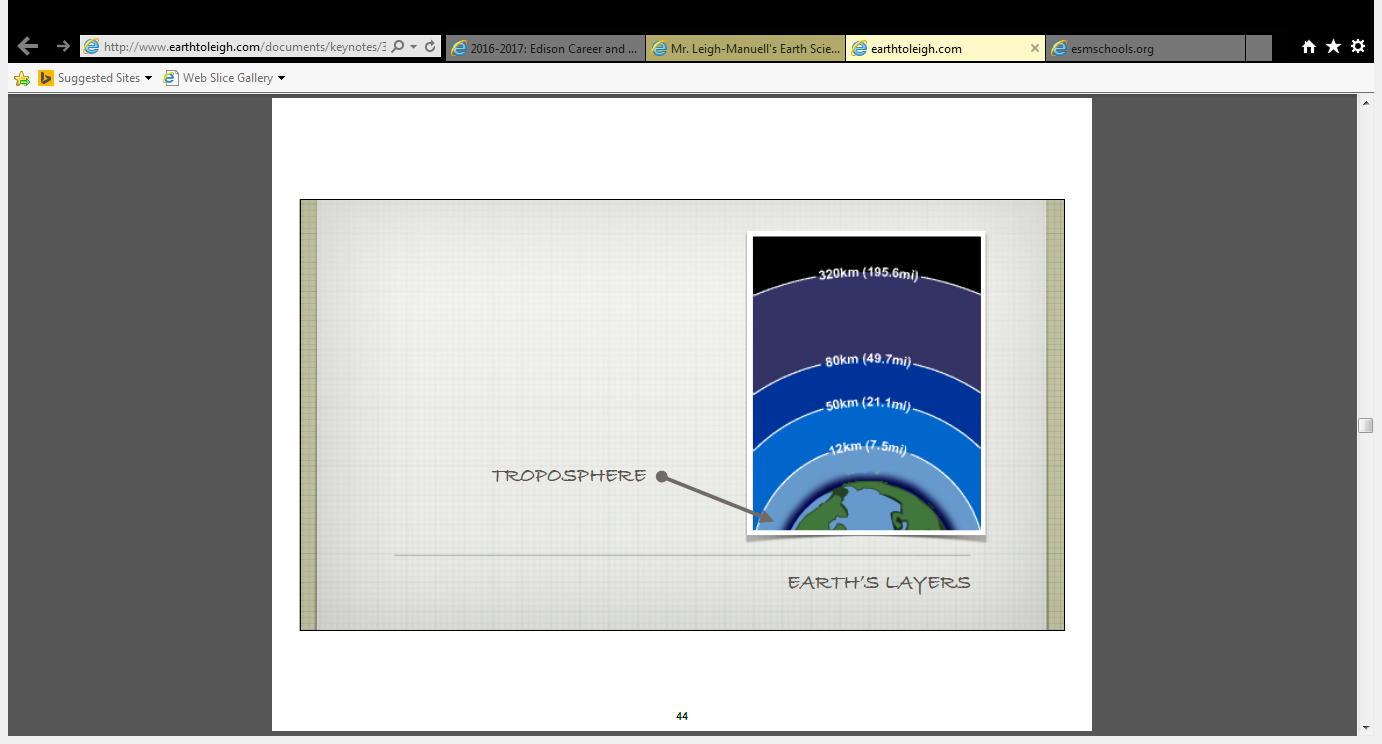 http://www.earthtoleigh.com/documents/keynotes/3
2016-2017: Edison Career and ...
Mr. Leigh-Manuell's Earth Scie...
earthtoleigh.com
esmschools.org
Suggested Sites
Web Slice Gallery
320km (195.6mi)
80km (49.7mi)
50km (21.1mi)
12km (7.5mi)
TROPOSPHERE
EARTH'S LAYERS
44